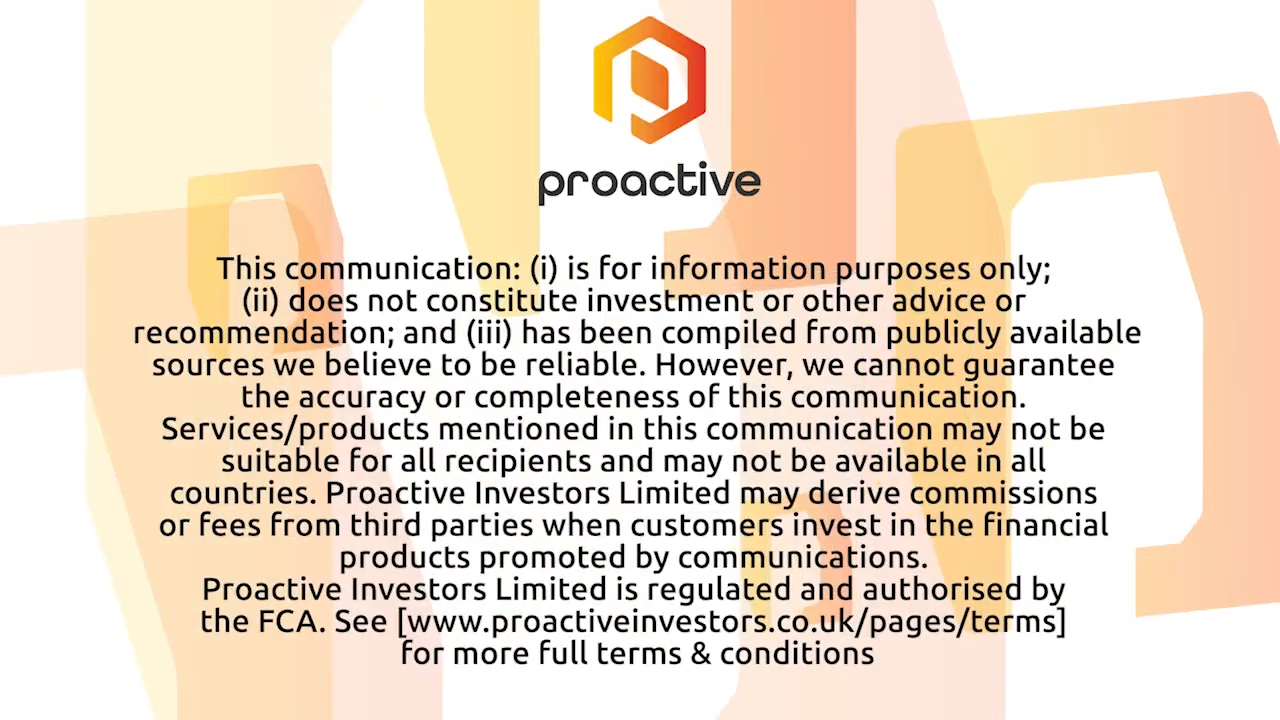 proactive
This communication: (i) is for information purposes only;
(ii) does not constitute investment or other advice or
recommendation; and (iii) has been compiled from publicly available
sources we believe to be reliable. However, we cannot guarantee
the accuracy or completeness of this communication.
Services/products mentioned in this communication may not be
suitable for all recipients and may not be available in all
countries. Proactive Investors Limited may derive commissions
or fees from third parties when customers invest in the financial
products promoted by communications.
Proactive Investors Limited is regulated and authorised by
the FCA. See [www.proactiveinvestors.co.uk/pages/terms]
for more full terms & conditions